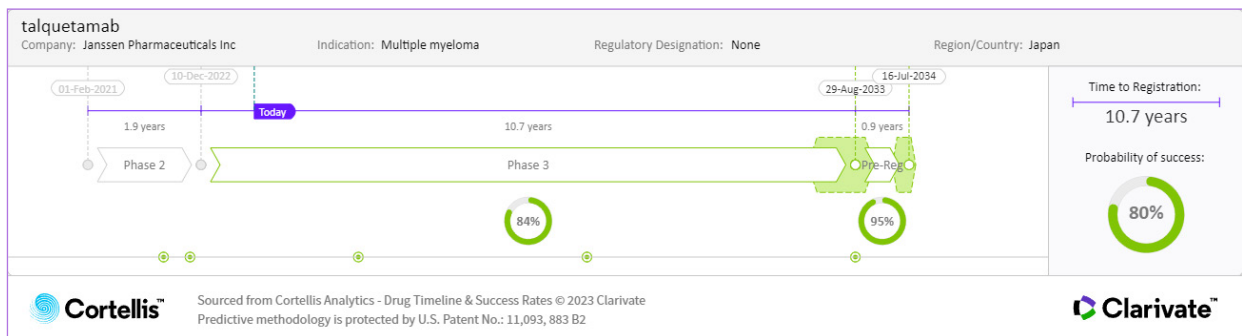 talquetamab
Company: Janssen Pharmaceuticals Inc Indication: Multiple myeloma Regulatory Designation: None Region/Country: Japan
10-Dec-2022 16-Jul-2034
01-Feb-2021 29-Aug-2033
Today
1.9 years 10.7 years 0.9 years
Phase 2 Phase 3 Pre-Reg
84% 95%
Time to Registration:
10.7 years
Probability of success:
80%
Cortellis™
Sourced from Cortellis Analytics - Drug Timeline & Success Rates © 2023 Clarivate
Predictive methodology is protected by U.S. Patent No.: 11,093, 883 B2
Clarivate™